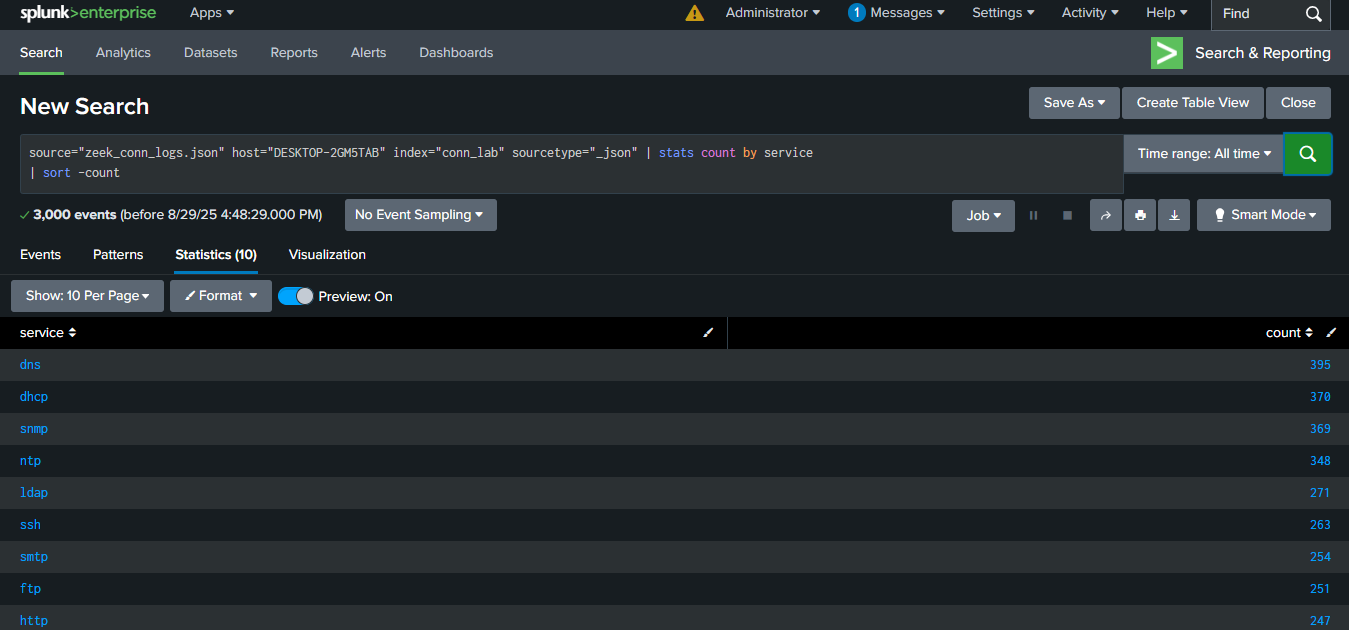 splunk>enterprise Apps Administrator 1 Messages Settings Activity Help Find
Search Analytics Datasets Reports Alerts Dashboards Search & Reporting
New Search Save As Create Table View Close
source="zeek_conn_logs.json" host="DESKTOP-2GM5TAB" index="conn_lab" sourcetype="_json" | stats count by service Time range: All time
| sort -count
3,000 events (before 8/29/25 4:48:29.000 PM) No Event Sampling Job Smart Mode
Events Patterns Statistics (10) Visualization
Show: 10 Per Page Format Preview: On
service count
dns 395
dhcp 370
snmp 369
ntp 348
ldap 271
ssh 263
smtp 254
ftp 251
http 247